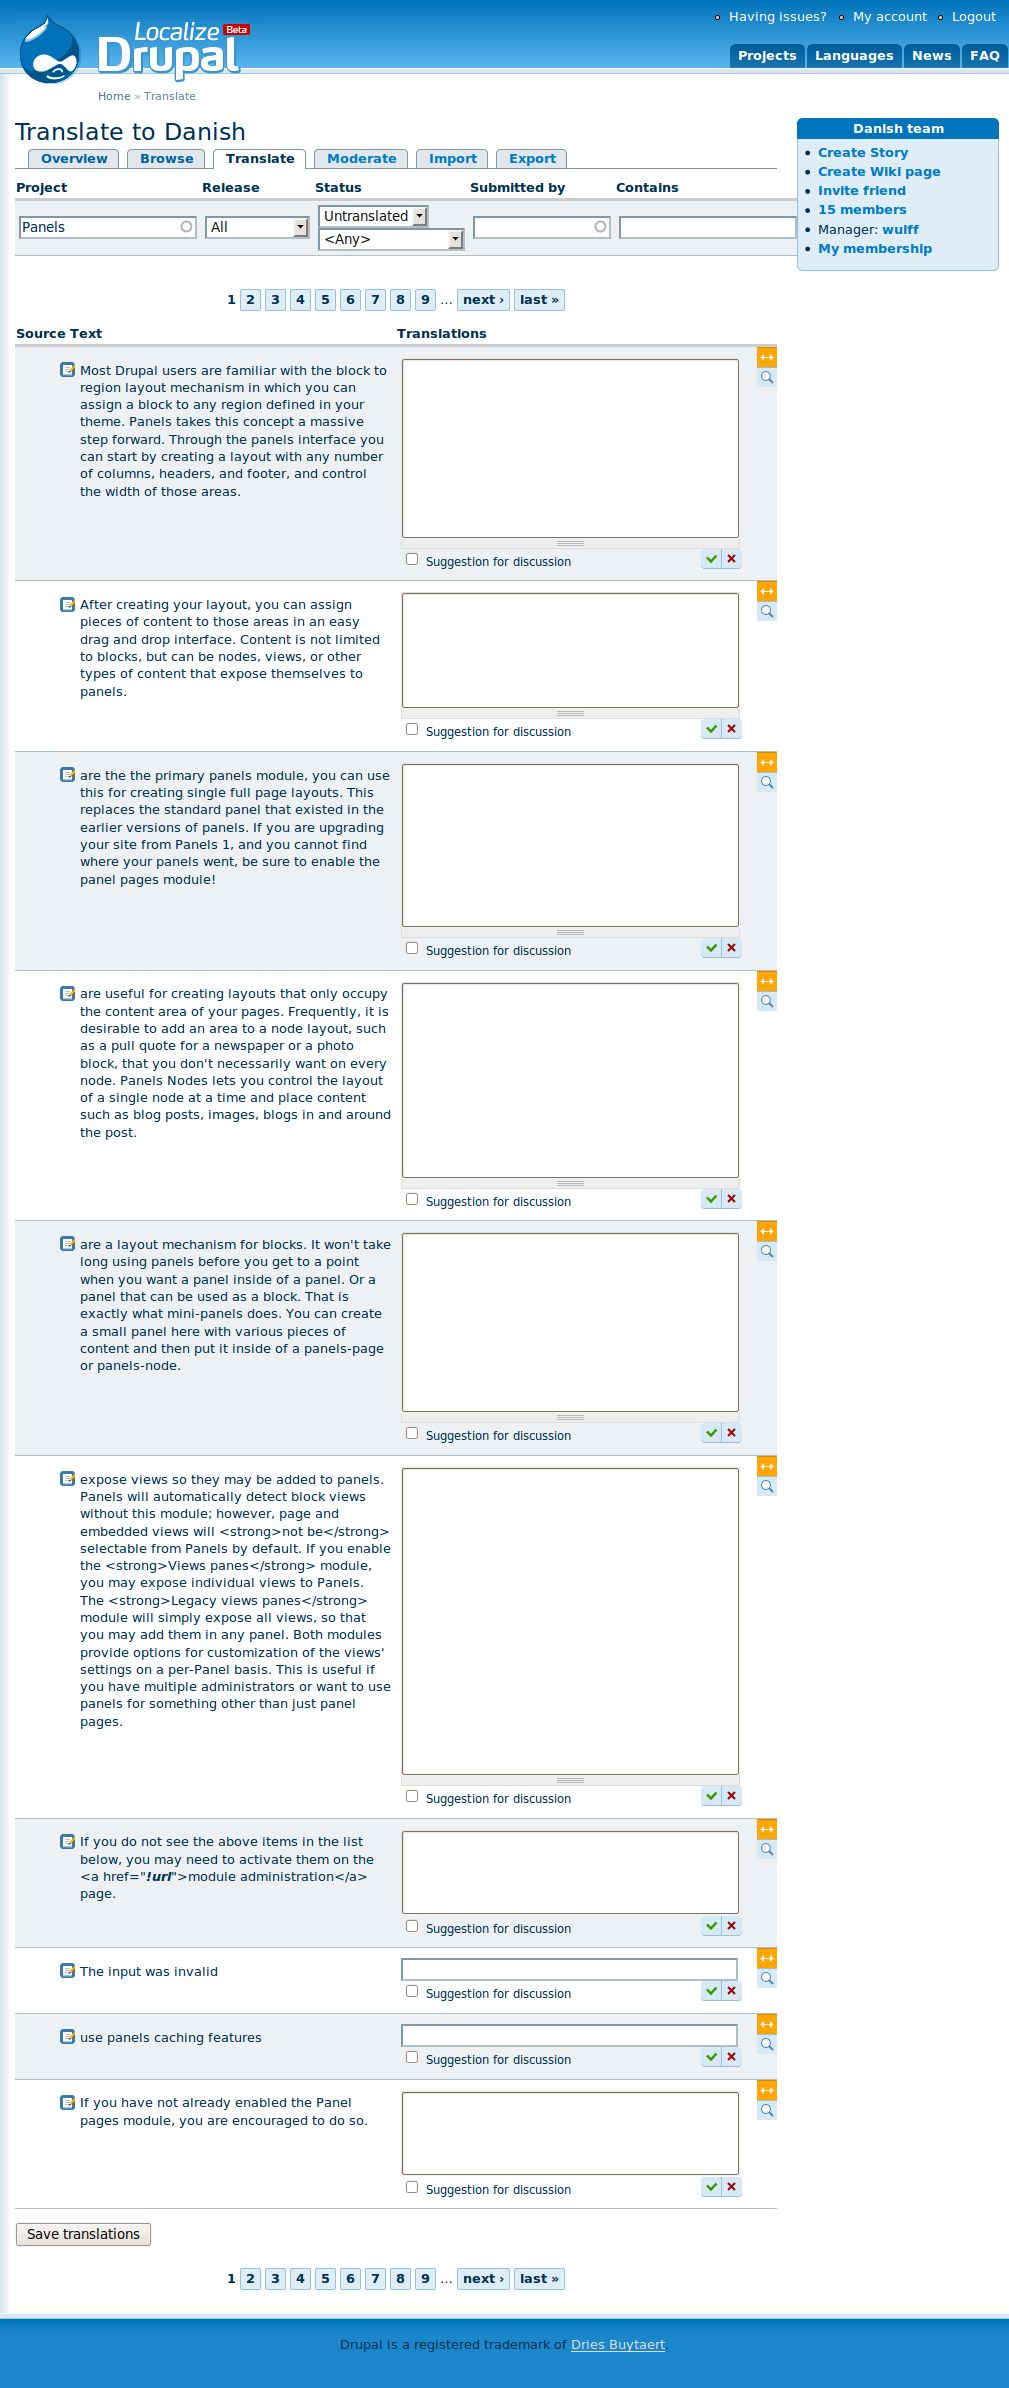 Having issues? My account Logout
Localize Beta
Drupal
Projects Languages News FAQ
Home » Translate
Translate to Danish
Overview Browse Translate Moderate Import Export
Project Release Status Submitted by Contains
Panels All Untranslated
<Any>
Danish team
Create Story
Create Wiki page
Invite friend
15 members
Manager: wulff
My membership
1 2 3 4 5 6 7 8 9 ... next › last »
Source Text Translations
Most Drupal users are familiar with the block to
region layout mechanism in which you can
assign a block to any region defined in your
theme. Panels takes this concept a massive
step forward. Through the panels interface you
can start by creating a layout with any number
of columns, headers, and footer, and control
the width of those areas.
Suggestion for discussion
After creating your layout, you can assign
pieces of content to those areas in an easy
drag and drop interface. Content is not limited
to blocks, but can be nodes, views, or other
types of content that expose themselves to
panels.
Suggestion for discussion
are the the primary panels module, you can use
this for creating single full page layouts. This
replaces the standard panel that existed in the
earlier versions of panels. If you are upgrading
your site from Panels 1, and you cannot find
where your panels went, be sure to enable the
panel pages module!
Suggestion for discussion
are useful for creating layouts that only occupy
the content area of your pages. Frequently, it is
desirable to add an area to a node layout, such
as a pull quote for a newspaper or a photo
block, that you don't necessarily want on every
node. Panels Nodes lets you control the layout
of a single node at a time and place content
such as blog posts, images, blogs in and around
the post.
Suggestion for discussion
are a layout mechanism for blocks. It won't take
long using panels before you get to a point
when you want a panel inside of a panel. Or a
panel that can be used as a block. That is
exactly what mini-panels does. You can create
a small panel here with various pieces of
content and then put it inside of a panels-page
or panels-node.
Suggestion for discussion
expose views so they may be added to panels.
Panels will automatically detect block views
without this module; however, page and
embedded views will <strong>not be</strong>
selectable from Panels by default. If you enable
the <strong>Views panes</strong> module,
you may expose individual views to Panels.
The <strong>Legacy views panes</strong>
module will simply expose all views, so that
you may add them in any panel. Both modules
provide options for customization of the views'
settings on a per-Panel basis. This is useful if
you have multiple administrators or want to use
panels for something other than just panel
pages.
Suggestion for discussion
If you do not see the above items in the list
below, you may need to activate them on the
<a href="!url">module administration</a>
page.
Suggestion for discussion
The input was invalid
Suggestion for discussion
use panels caching features
Suggestion for discussion
If you have not already enabled the Panel
pages module, you are encouraged to do so.
Suggestion for discussion
Save translations
1 2 3 4 5 6 7 8 9 ... next › last »
Drupal is a registered trademark of Dries Buytaert.